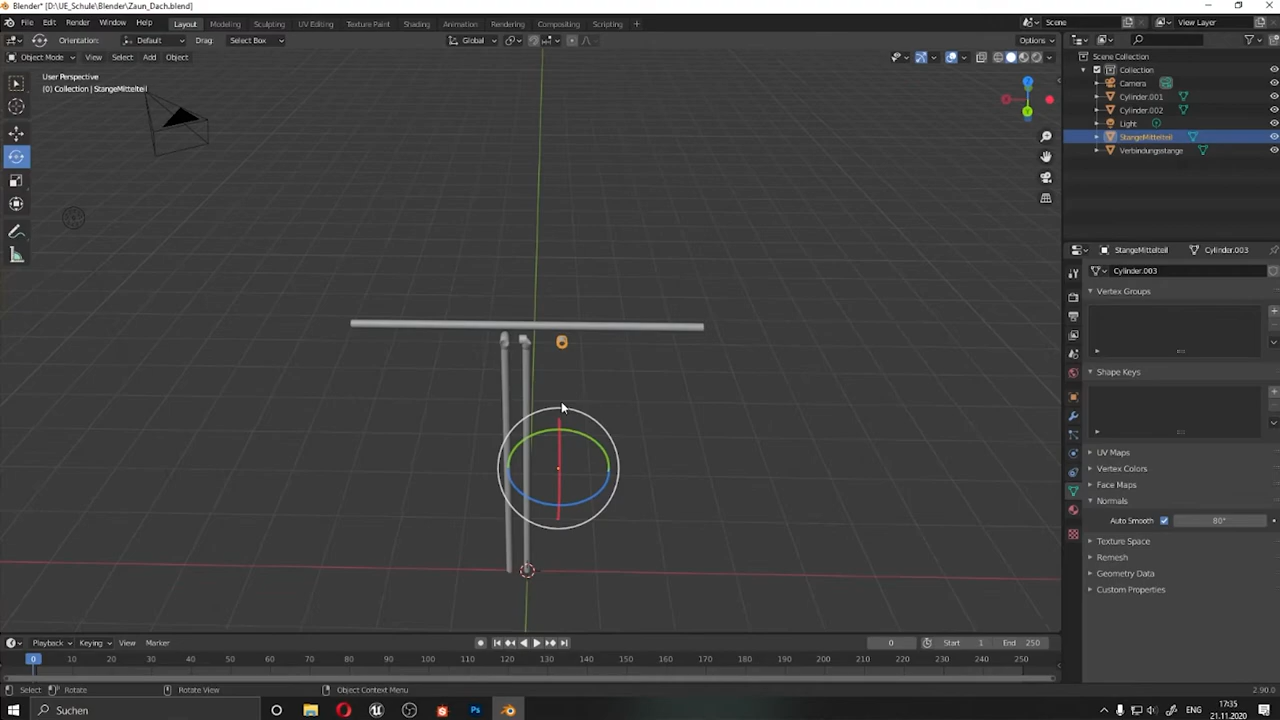 Blender* [D:\UE_Schule\Blender\Zaun_Dach.blend]
File Edit Render Window Help Layout Modeling Sculpting UV Editing Texture Paint Shading Animation Rendering Compositing Scripting + Scene View Layer
Orientation: Default Drag: Select Box Global Options
Object Mode View Select Add Object
User Perspective
(0) Collection | StangeMittelteil
Scene Collection
Collection
Camera
Cylinder.001
Cylinder.002
Light
StangeMittelteil
Verbindungsstange
StangeMittelteil Cylinder.003
Cylinder.003
Vertex Groups
Shape Keys
UV Maps
Vertex Colors
Face Maps
Normals
Auto Smooth 80°
Texture Space
Remesh
Geometry Data
Custom Properties
Playback Keying View Marker 0 Start 1 End 250
0 10 20 30 40 50 60 70 80 90 100 110 120 130 140 150 160 170 180 190 200 210 220 230 240 250
Select Rotate Rotate View Object Context Menu 2.90.0
Suchen ENG 17:35
21.11.2020